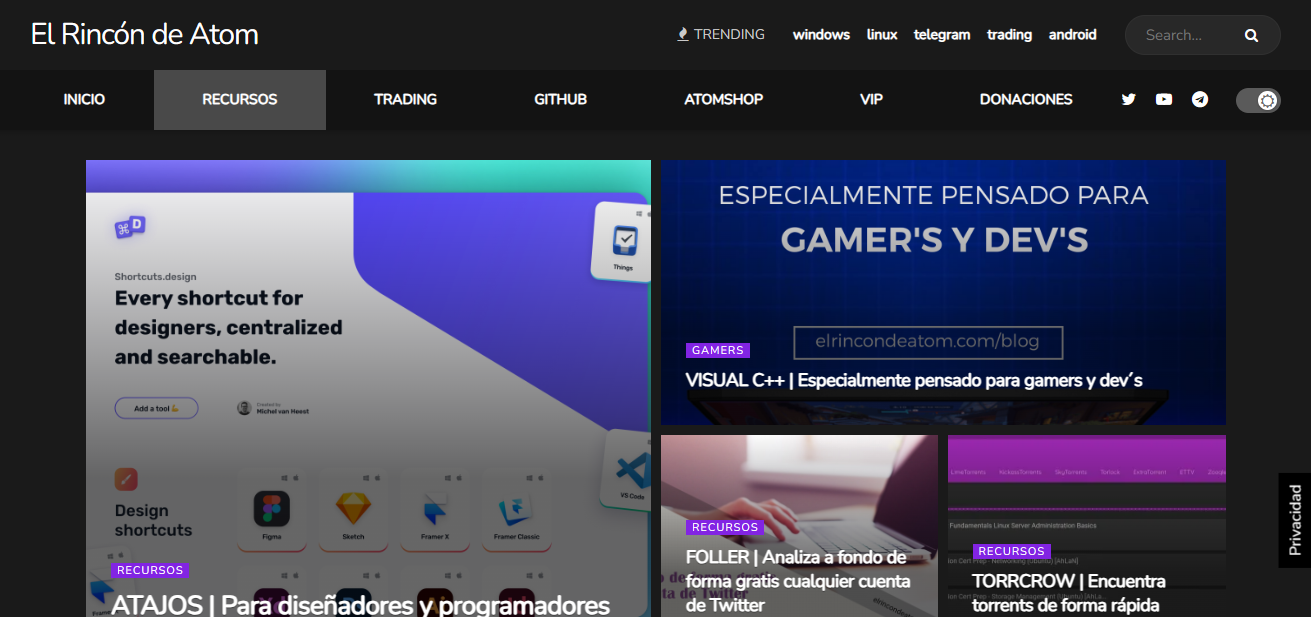 El Rincón de Atom
TRENDING
windows linux telegram trading android
Search...
INICIO RECURSOS TRADING GITHUB ATOMSHOP VIP DONACIONES
D
Shortcuts.design
Every shortcut for
designers, centralized
and searchable.
Add a tool
Created by
Michel van Heest
Things
VS Code
Design
shortcuts
Figma
Sketch
Framer X
Framer Classic
RECURSOS
ATAJOS | Para diseñadores y programadores
ESPECIALMENTE PENSADO PARA
GAMER'S Y DEV'S
elrincondeatom.com/blog
GAMERS
VISUAL C++ | Especialmente pensado para gamers y dev´s
RECURSOS
FOLLER | Analiza a fondo de
forma gratis cualquier cuenta
de Twitter
LimeTorrents KickassTorrents SkyTorrents Tortuck ExtraTorrent ETTV
Fundamentals Linux Server Administration Basics
RECURSOS
TORRCROW | Encuentra
torrents de forma rápida
Privacidad